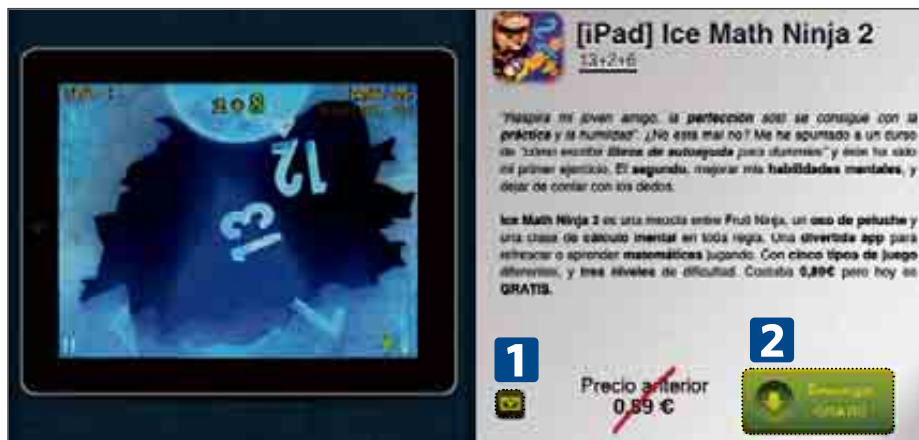 [iPad] Ice Math Ninja 2
13+2+6
"Respira mi joven amigo, la perfección solo se consigue con la
práctica y la humildad". ¿No está mal no? Me he apuntado a un curso
de "cómo escribir libros de autoayuda para dummies" y éste ha sido
mi primer ejercicio. El segundo, mejorar mis habilidades mentales, y
dejar de contar con los dedos.
Ice Math Ninja 2 es una mezcla entre Fruit Ninja, un oso de peluche y
una clase de cálculo mental en toda regla. Una divertida app para
refrescar o aprender matemáticas jugando. Con cinco tipos de juego
diferentes, y tres niveles de dificultad. Costaba 0,89€ pero hoy es
GRATIS.
12
13
1
2
Precio anterior
0,89 €
Descargar
GRATIS